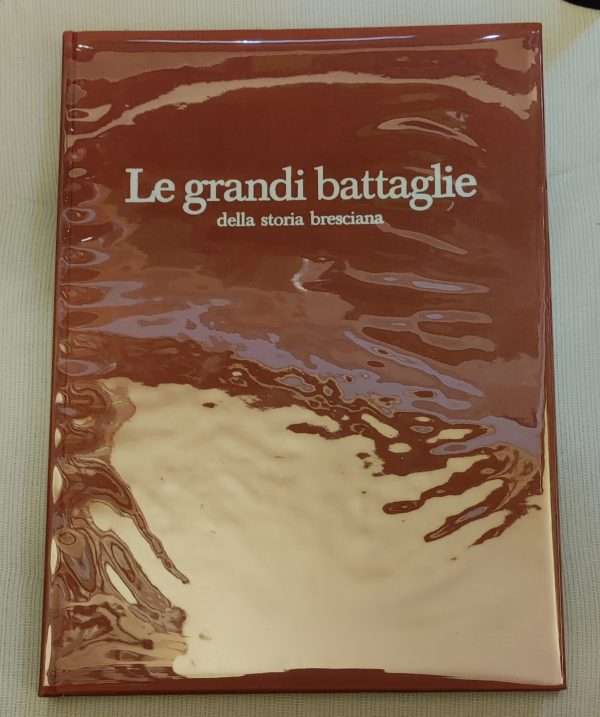 Le grandi battaglie
della storia bresciana